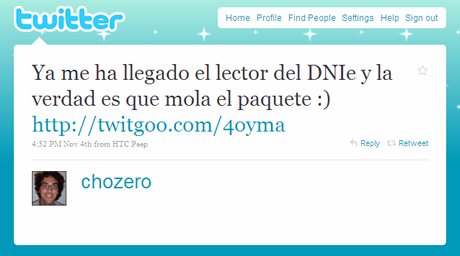 twitter
Home Profile Find People Settings Help Sign out
Ya me ha llegado el lector del DNIe y la
verdad es que mola el paquete :)
http://twitgoo.com/4oyma
4:32 PM Nov 4th from HTC Peep
Reply Retweet
chozero